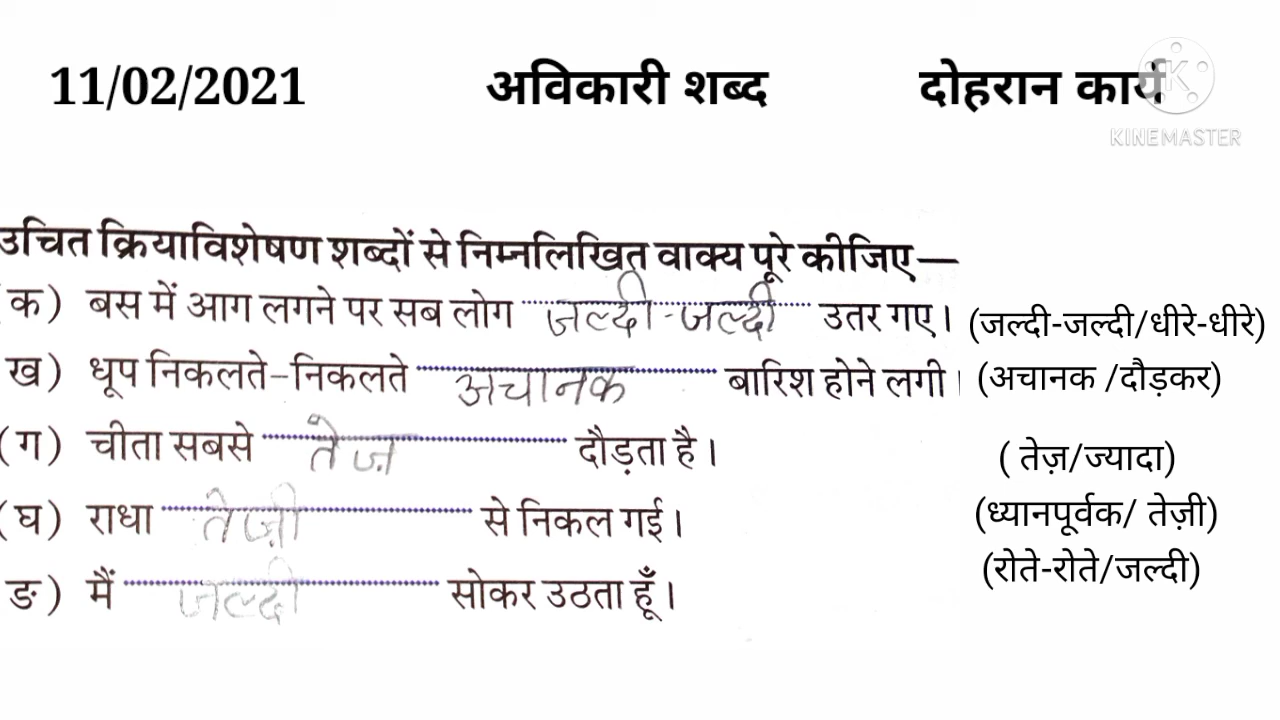 11/02/2021 अविकारी शब्द दोहरान कार्य
KINEMASTER
उचित क्रियाविशेषण शब्दों से निम्नलिखित वाक्य पूरे कीजिए—
क) बस में आग लगने पर सब लोग जल्दी-जल्दी उतर गए। (जल्दी-जल्दी/धीरे-धीरे)
ख) धूप निकलते-निकलते अचानक बारिश होने लगी। (अचानक /दौड़कर)
(ग) चीता सबसे तेज़ दौड़ता है। ( तेज़/ज्यादा)
(घ) राधा तेज़ी से निकल गई। (ध्यानपूर्वक/ तेज़ी)
ङ) मैं जल्दी सोकर उठता हूँ। (रोते-रोते/जल्दी)